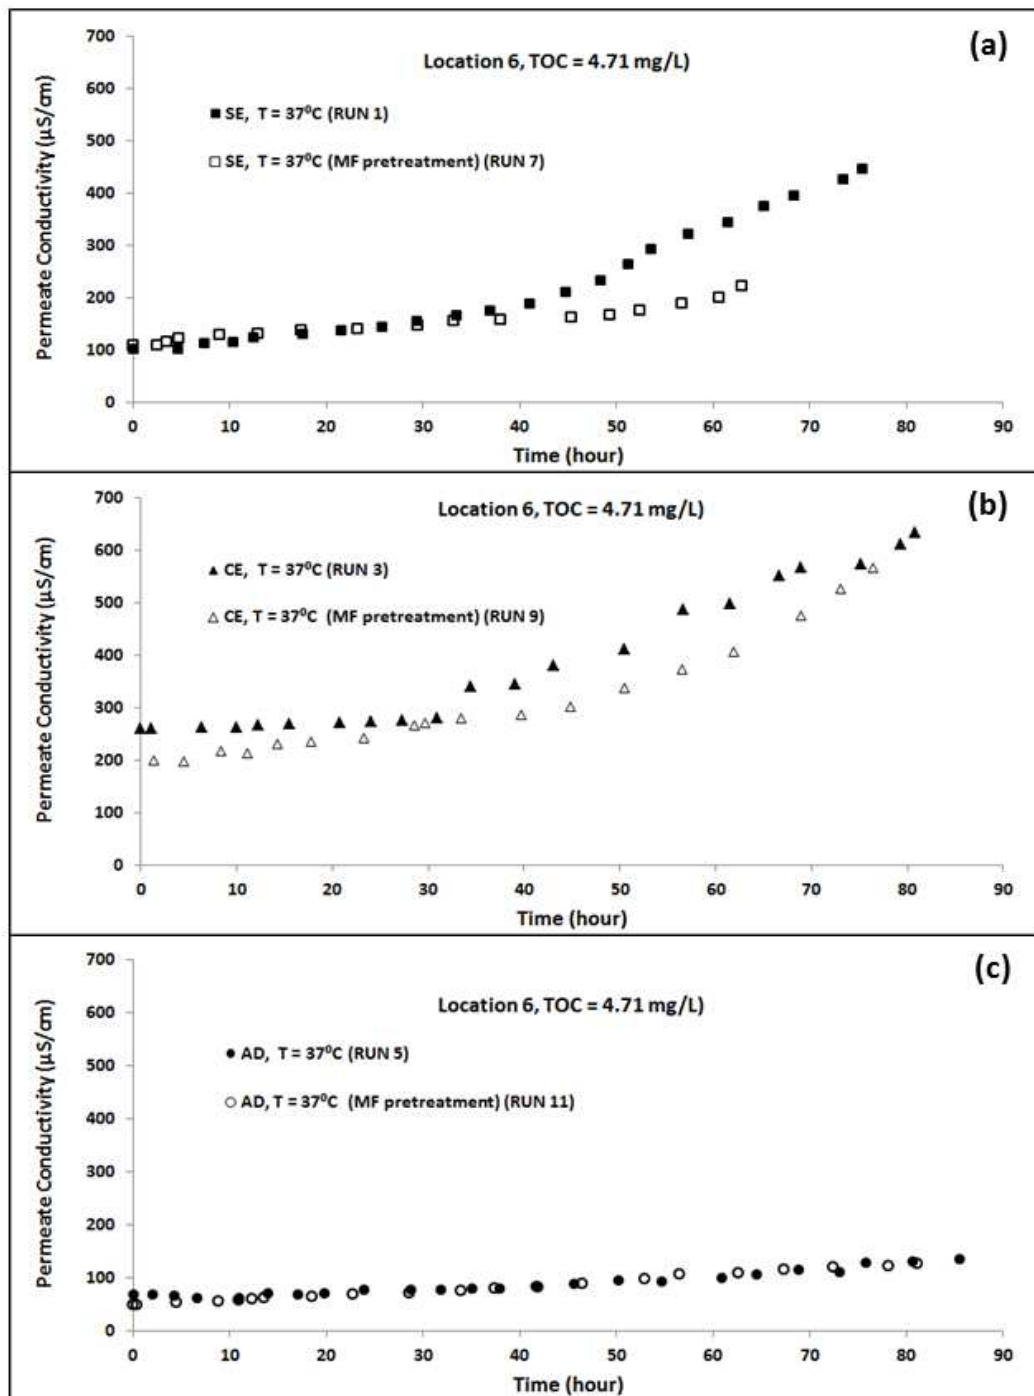 (a)
Location 6, TOC = 4.71 mg/L)
SE, T = 37⁰C (RUN 1)
SE, T = 37⁰C (MF pretreatment) (RUN 7)
Permeate Conductivity (µS/cm)
700
600
500
400
300
200
100
0
0 10 20 30 40 50 60 70 80 90
Time (hour)
(b)
Location 6, TOC = 4.71 mg/L)
CE, T = 37⁰C (RUN 3)
CE, T = 37⁰C (MF pretreatment) (RUN 9)
Permeate Conductivity (µS/cm)
700
600
500
400
300
200
100
0
0 10 20 30 40 50 60 70 80 90
Time (hour)
(c)
Location 6, TOC = 4.71 mg/L)
AD, T = 37⁰C (RUN 5)
AD, T = 37⁰C (MF pretreatment) (RUN 11)
Permeate Conductivity (µS/cm)
700
600
500
400
300
200
100
0
0 10 20 30 40 50 60 70 80 90
Time (hour)